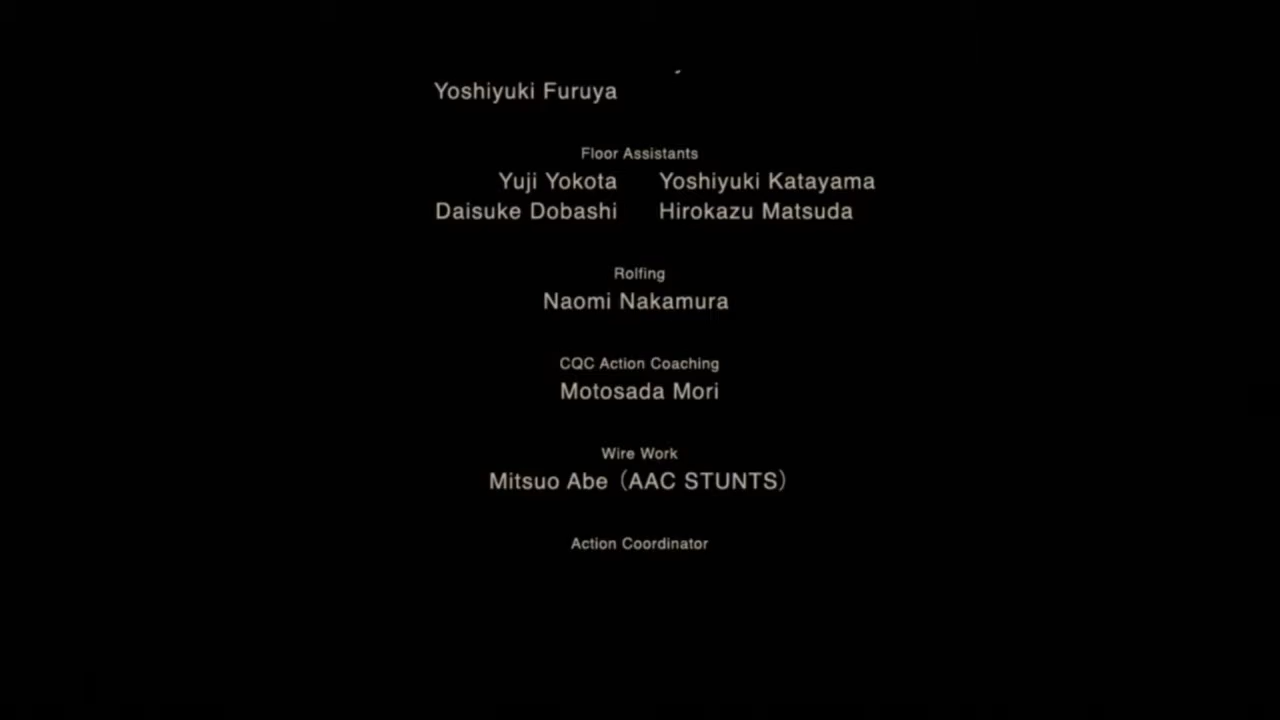 Yoshiyuki Furuya
Floor Assistants
Yuji Yokota Yoshiyuki Katayama
Daisuke Dobashi Hirokazu Matsuda
Rolfing
Naomi Nakamura
CQC Action Coaching
Motosada Mori
Wire Work
Mitsuo Abe（AAC STUNTS）
Action Coordinator